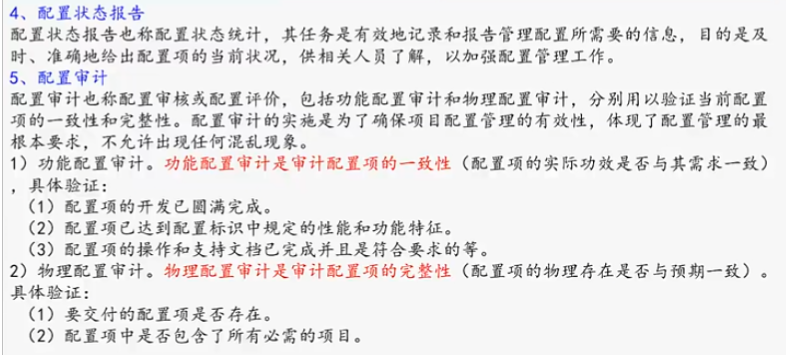 4、配置状态报告
配置状态报告也称配置状态统计，其任务是有效地记录和报告管理配置所需要的信息，目的是及
时、准确地给出配置项的当前状况，供相关人员了解，以加强配置管理工作。
5、配置审计
配置审计也称配置审核或配置评价，包括功能配置审计和物理配置审计，分别用以验证当前配置
项的一致性和完整性。配置审计的实施是为了确保项目配置管理的有效性，体现了配置管理的最
根本要求，不允许出现任何混乱现象。
1）功能配置审计。功能配置审计是审计配置项的一致性（配置项的实际功效是否与其需求一致）
，具体验证：
（1）配置项的开发已圆满完成。
（2）配置项已达到配置标识中规定的性能和功能特征。
（3）配置项的操作和支持文档已完成并且是符合要求的等。
2）物理配置审计。物理配置审计是审计配置项的完整性（配置项的物理存在是否与预期一致）。
具体验证：
（1）要交付的配置项是否存在。
（2）配置项中是否包含了所有必需的项目。